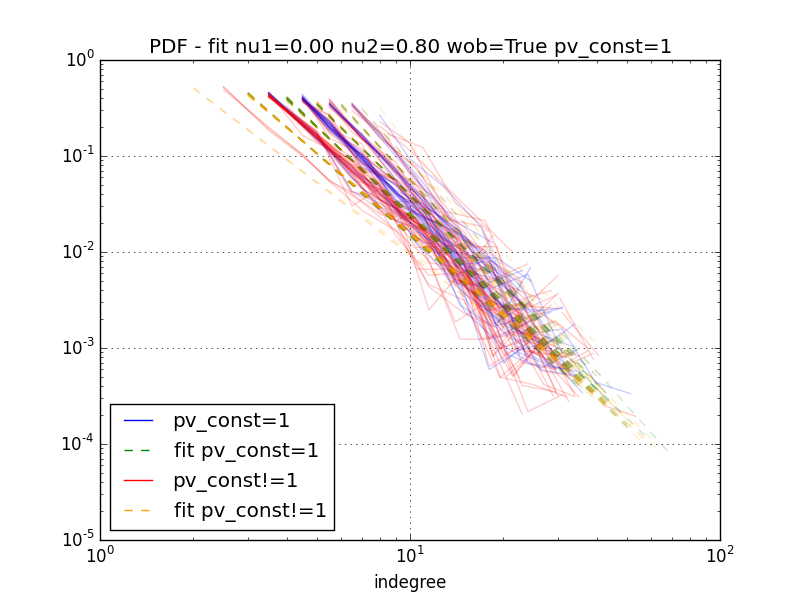 PDF - fit nu1=0.00 nu2=0.80 wob=True pv_const=1
10^0
10^-1
10^-2
10^-3
10^-4
10^-5
pv_const=1
fit pv_const=1
pv_const!=1
fit pv_const!=1
10^0 10^1 10^2
indegree